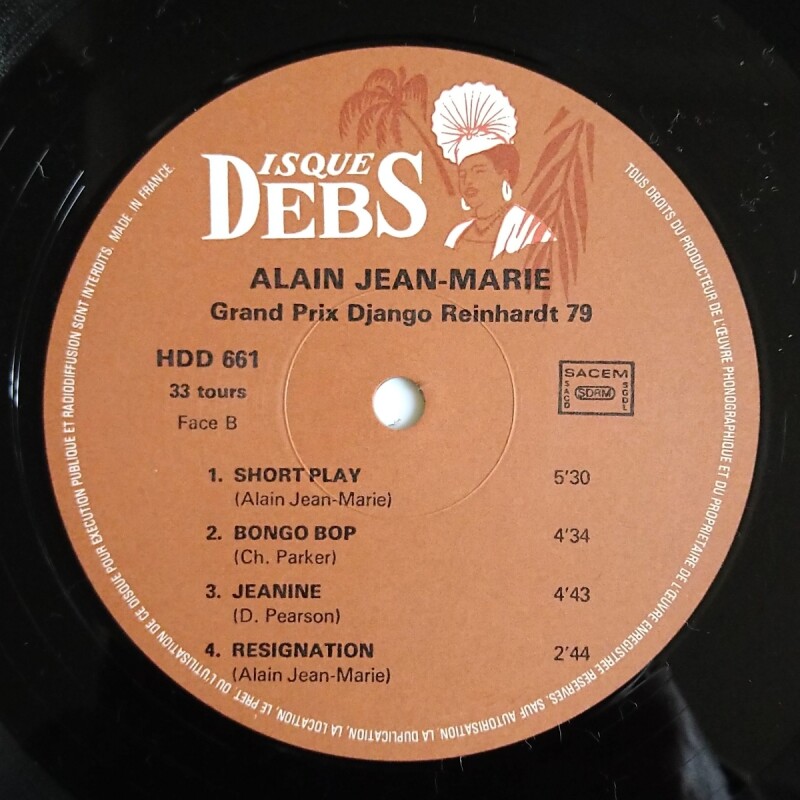 DISQUE
DEBS
ALAIN JEAN-MARIE
Grand Prix Django Reinhardt 79
HDD 661
33 tours
Face B
SACEM
SACD
SDRM
SGDL
1. SHORT PLAY 5'30
(Alain Jean-Marie)
2. BONGO BOP 4'34
(Ch. Parker)
3. JEANINE 4'43
(D. Pearson)
4. RESIGNATION 2'44
(Alain Jean-Marie)
TOUS DROITS DU PRODUCTEUR DE L'ŒUVRE PHONOGRAPHIQUE ET DU PROPRIETAIRE DE L'ŒUVRE ENREGISTREE RESERVES. SAUF AUTORISATION, LA DUPLICATION, LA LOCATION, LE PRET, OU L'UTILISATION DE CE DISQUE POUR EXECUTION PUBLIQUE ET RADIODIFFUSION SONT INTERDITS. MADE IN FRANCE.